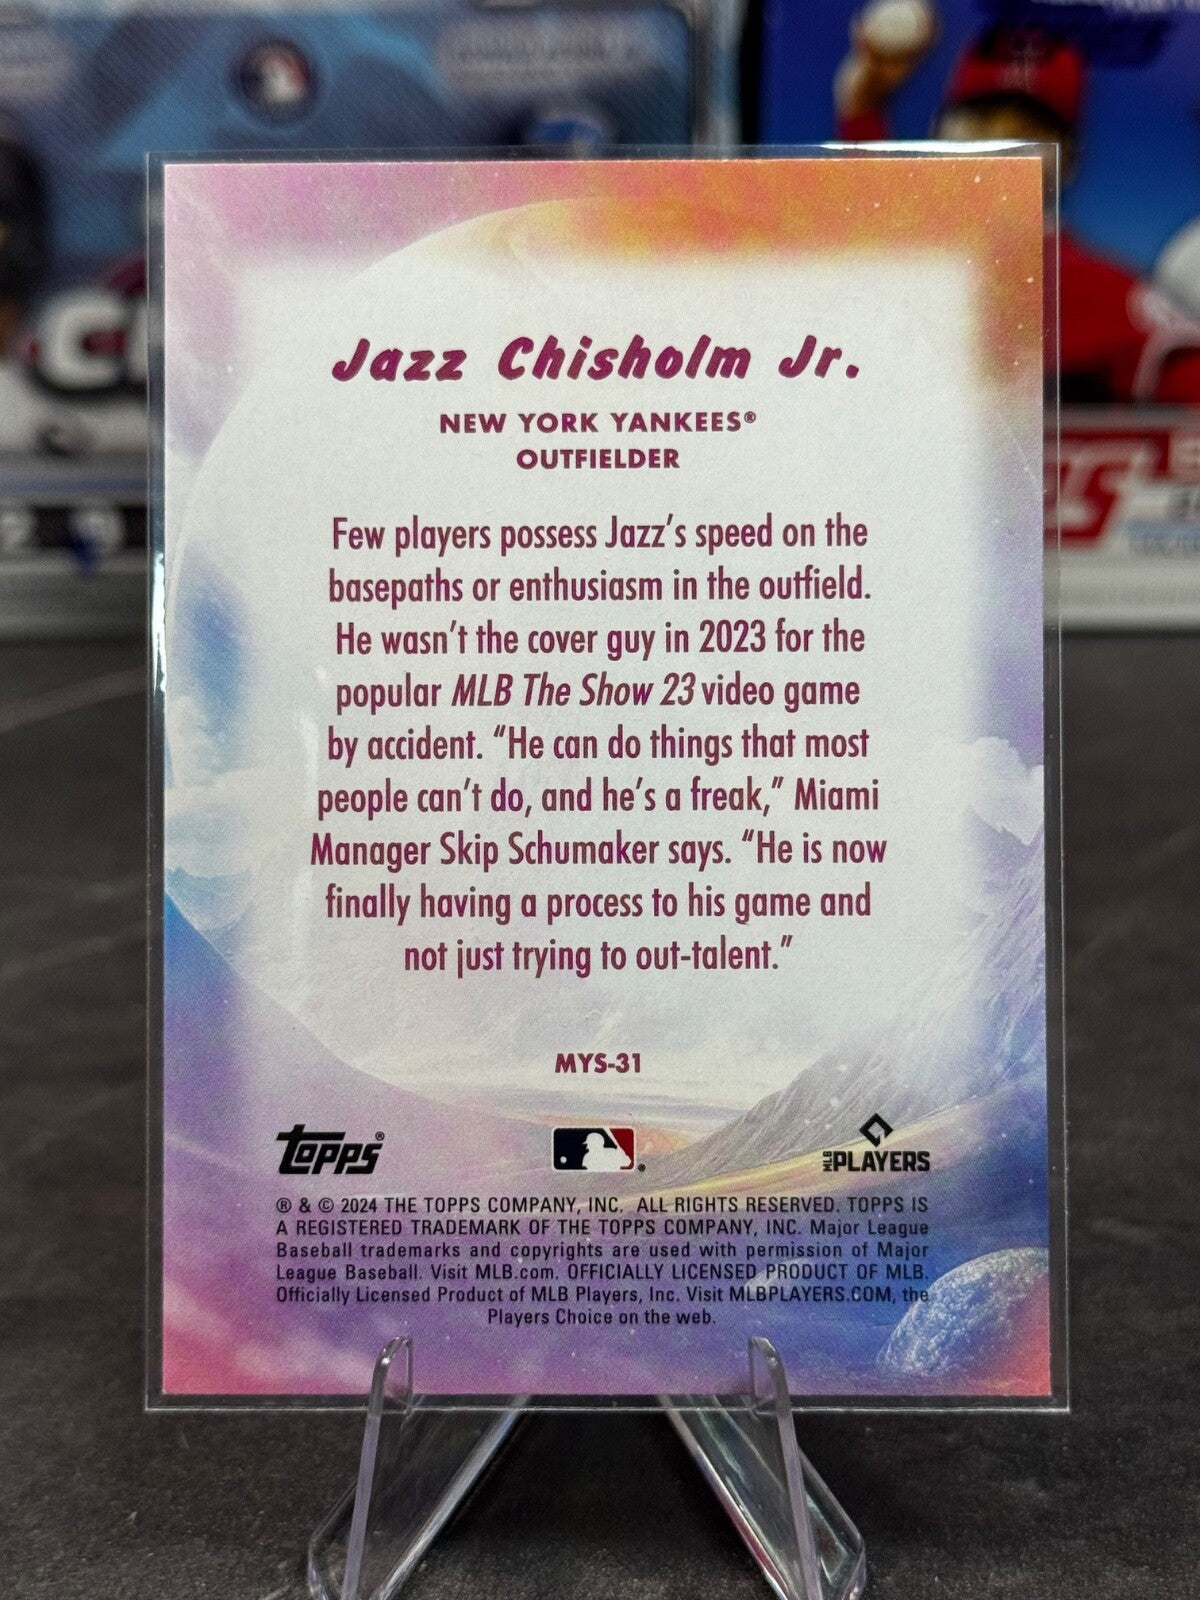 Jazz Chisholm Jr.
NEW YORK YANKEES®
OUTFIELDER
Few players possess Jazz's speed on the
basepaths or enthusiasm in the outfield.
He wasn't the cover guy in 2023 for the
popular MLB The Show 23 video game
by accident. “He can do things that most
people can't do, and he's a freak,” Miami
Manager Skip Schumaker says. “He is now
finally having a process to his game and
not just trying to out-talent.”
MYS-31
Topps®
MLB PLAYERS
® & © 2024 THE TOPPS COMPANY, INC. ALL RIGHTS RESERVED. TOPPS IS
A REGISTERED TRADEMARK OF THE TOPPS COMPANY, INC. Major League
Baseball trademarks and copyrights are used with permission of Major
League Baseball. Visit MLB.com. OFFICIALLY LICENSED PRODUCT OF MLB.
Officially Licensed Product of MLB Players, Inc. Visit MLBPLAYERS.COM, the
Players Choice on the web.